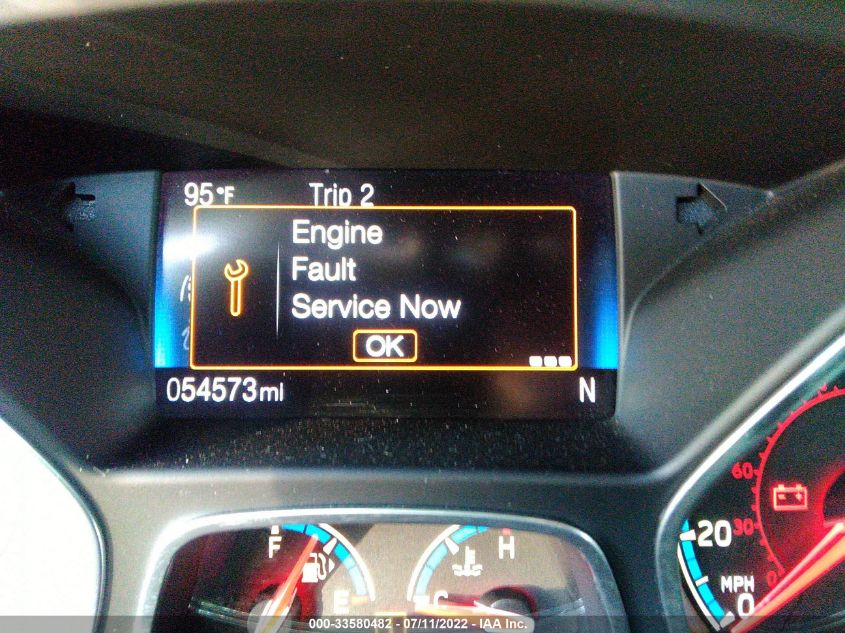 95°F Trip 2
Engine
Fault
Service Now
OK
054573mi N
F E
C H
60
30
0
20
MPH
0
000-33580482 - 07/11/2022 - IAA Inc.